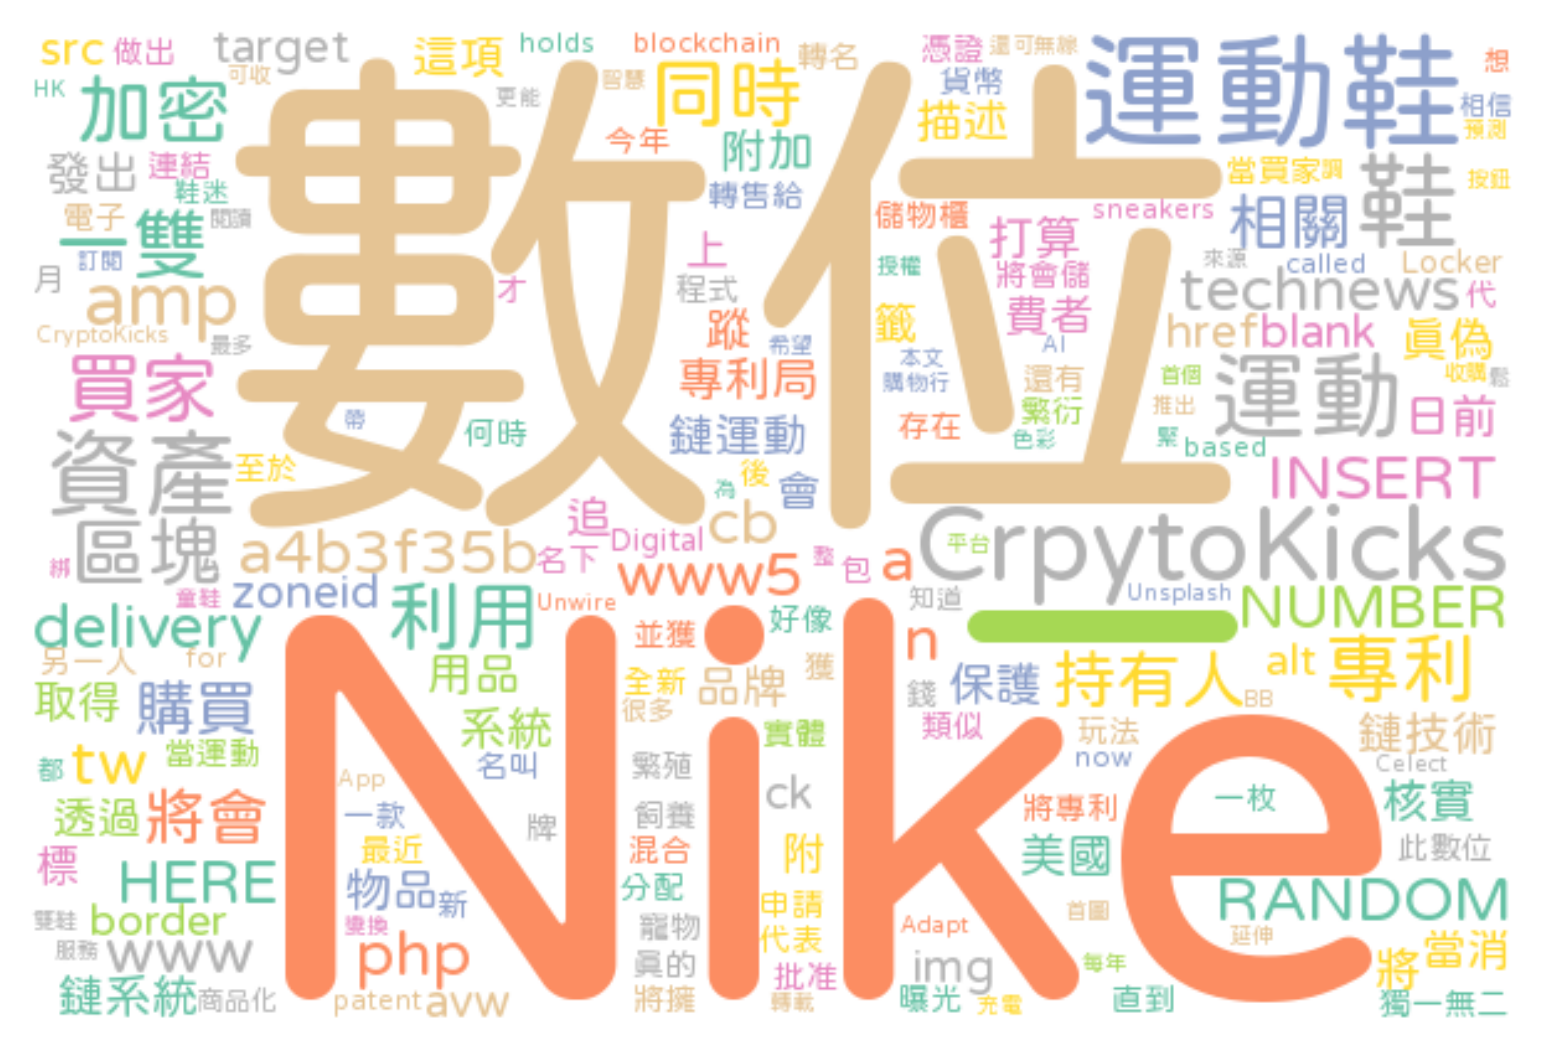 src 做出 target 這項 holds blockchain 轉名 憑證 還可無線 運動鞋 想
HK 可收 加密 更能 智慧 同時 貨幣 描述 相信 預測
數位
今年 附加 當買家 鞋 按鈕
發出 連結 鞋迷 轉售給 儲物櫃 sneakers 相關
電子 一雙 閱讀 上 打算
月 訂閱 amp 才 程式 授權 將會儲 來源 called Locker technews 代
CryptoKicks 最多 蹤 希望 籤 費者 AI href blank 真偽
買家 專利局 本文 購物行 還有 首個 運動 收購 鬆
帶 何時 鏈運動 存在 繁衍 色彩 推出 緊 based 日前
資產 至於 後 會 為 INSERT
區塊 a4b3f35b 追 名下 Digital cb 平台 CrpytoKicks
綁 童鞋 zoneid 利用 Unwire www5 整 包 a 知道 Unsplash NUMBER
delivery 並獲 好像 n
Nike
另一人 for 用品 全新 品牌 獲 保護 持有人 alt 專利
取得 購買 系統 很多 錢 類似 BB
都 tw 當運動 名叫 實體 繁殖 玩法 now 鏈技術 Celect
透過 將會 App 一款 牌 飼養 ck 將專利 一枚 核實
標 HERE 最近 混合 附 美國 此數位
物品 新 分配 申請 首圖 RANDOM
雙鞋 border 變換 寵物 代表 Adapt 延伸
服務 www php 真的 批准 img 每年 將 當消
鏈系統 商品化 patent avw 將擁 轉載 曝光 充電 直到 獨一無二